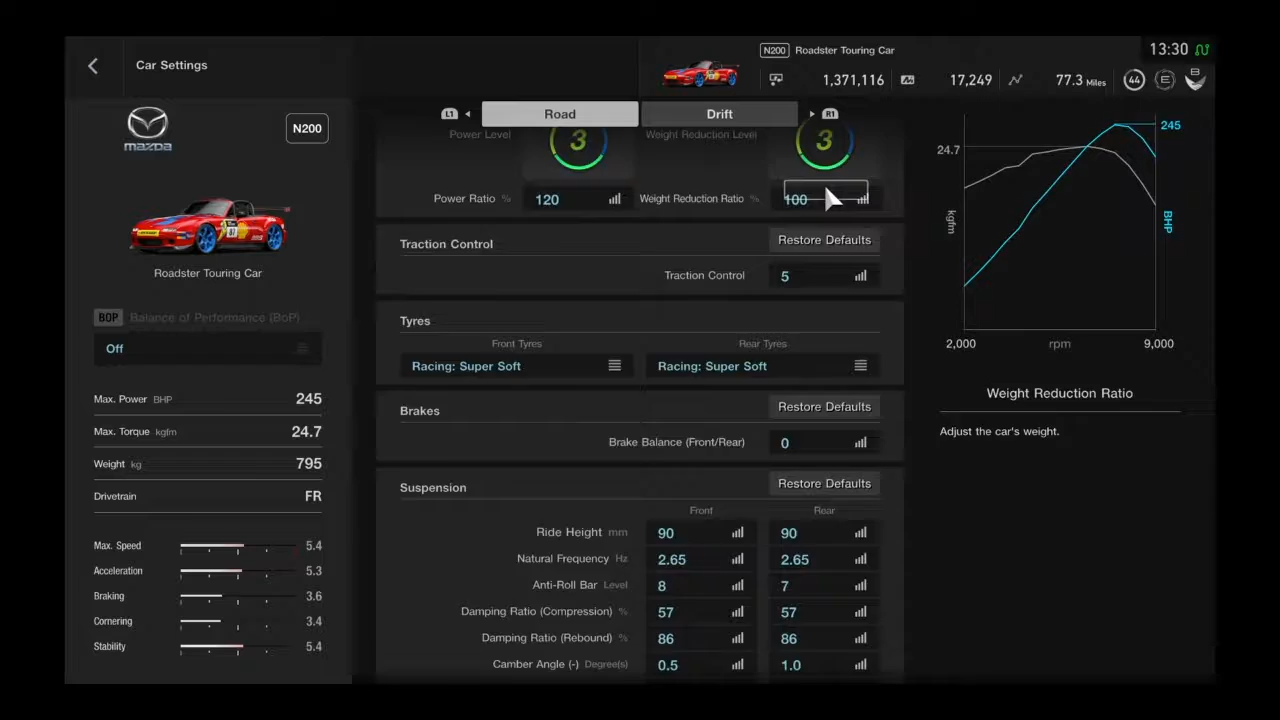 Car Settings
N200 Roadster Touring Car
13:30
1,371,116
17,249
77.3 Miles
44
E
B
mazda
N200
Roadster Touring Car
BOP Balance of Performance (BoP)
Off
Max. Power BHP 245
Max. Torque kgfm 24.7
Weight kg 795
Drivetrain FR
Max. Speed 5.4
Acceleration 5.3
Braking 3.6
Cornering 3.4
Stability 5.4
L1 Road Drift R1
Power Level 3 Weight Reduction Level 3
Power Ratio % 120 Weight Reduction Ratio % 100
Traction Control Restore Defaults
Traction Control 5
Tyres
Front Tyres Rear Tyres
Racing: Super Soft Racing: Super Soft
Brakes Restore Defaults
Brake Balance (Front/Rear) 0
Suspension Restore Defaults
Front Rear
Ride Height mm 90 90
Natural Frequency Hz 2.65 2.65
Anti-Roll Bar Level 8 7
Damping Ratio (Compression) % 57 57
Damping Ratio (Rebound) % 86 86
Camber Angle (-) Degree(s) 0.5 1.0
245
24.7
kgfm
BHP
2,000 rpm 9,000
Weight Reduction Ratio
Adjust the car's weight.